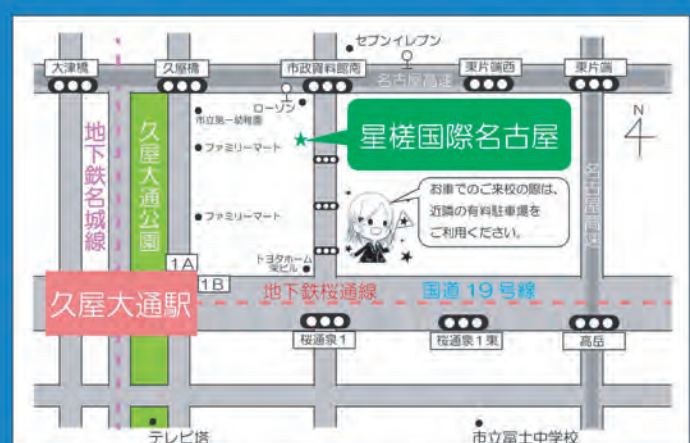 セブンイレブン
大津橋
久屋橋
市政資料館南
東片端西
東片端
名古屋高速
ローソン
市立第一幼稚園
N
地下鉄名城線
久屋大通公園
ファミリーマート
星槎国際名古屋
名古屋高速
お車でのご来校の際は、
近隣の有料駐車場を
ご利用ください。
ファミリーマート
トヨタホーム
栄ビル
1A
1B
久屋大通駅
地下鉄桜通線
国道19号線
桜通泉1
桜通泉1東
高岳
テレビ塔
市立冨士中学校